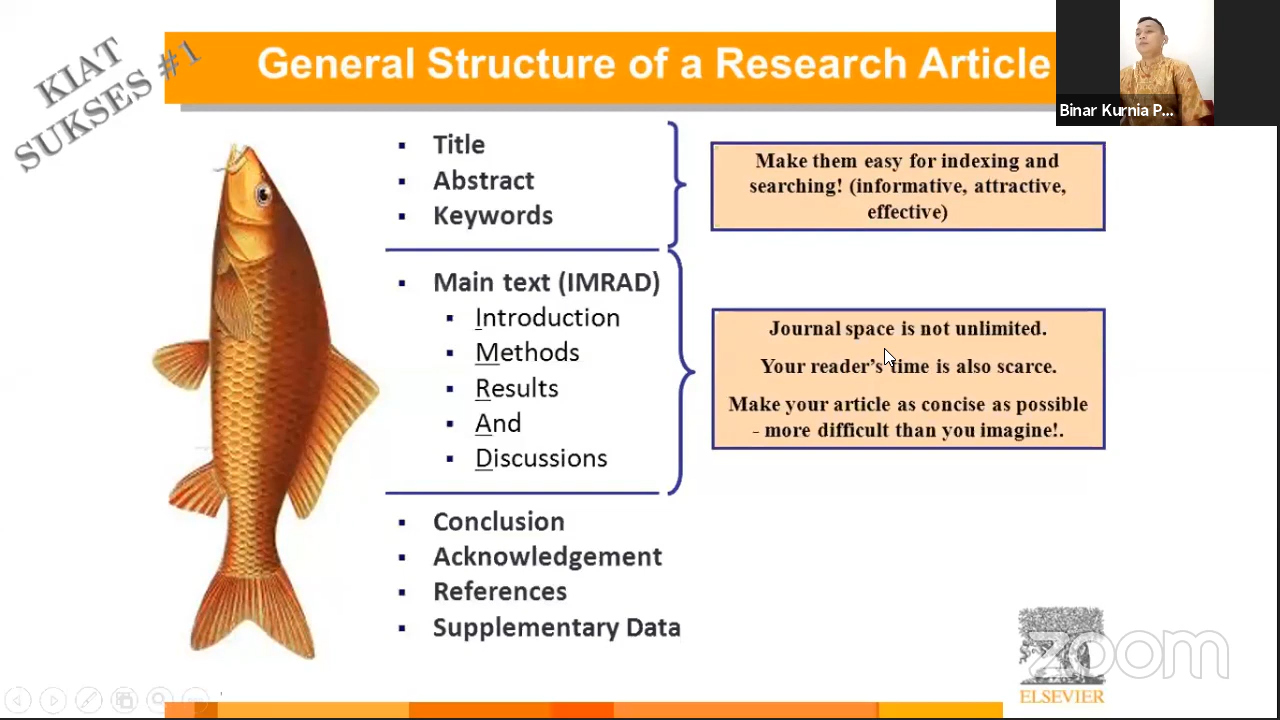 KIAT
SUKSES #1
General Structure of a Research Article
Binar Kurnia P...
Title
Abstract
Keywords
Make them easy for indexing and
searching! (informative, attractive,
effective)
Main text (IMRAD)
Introduction
Methods
Results
And
Discussions
Journal space is not unlimited.
Your reader's time is also scarce.
Make your article as concise as possible
- more difficult than you imagine!.
Conclusion
Acknowledgement
References
Supplementary Data
zoom
ELSEVIER